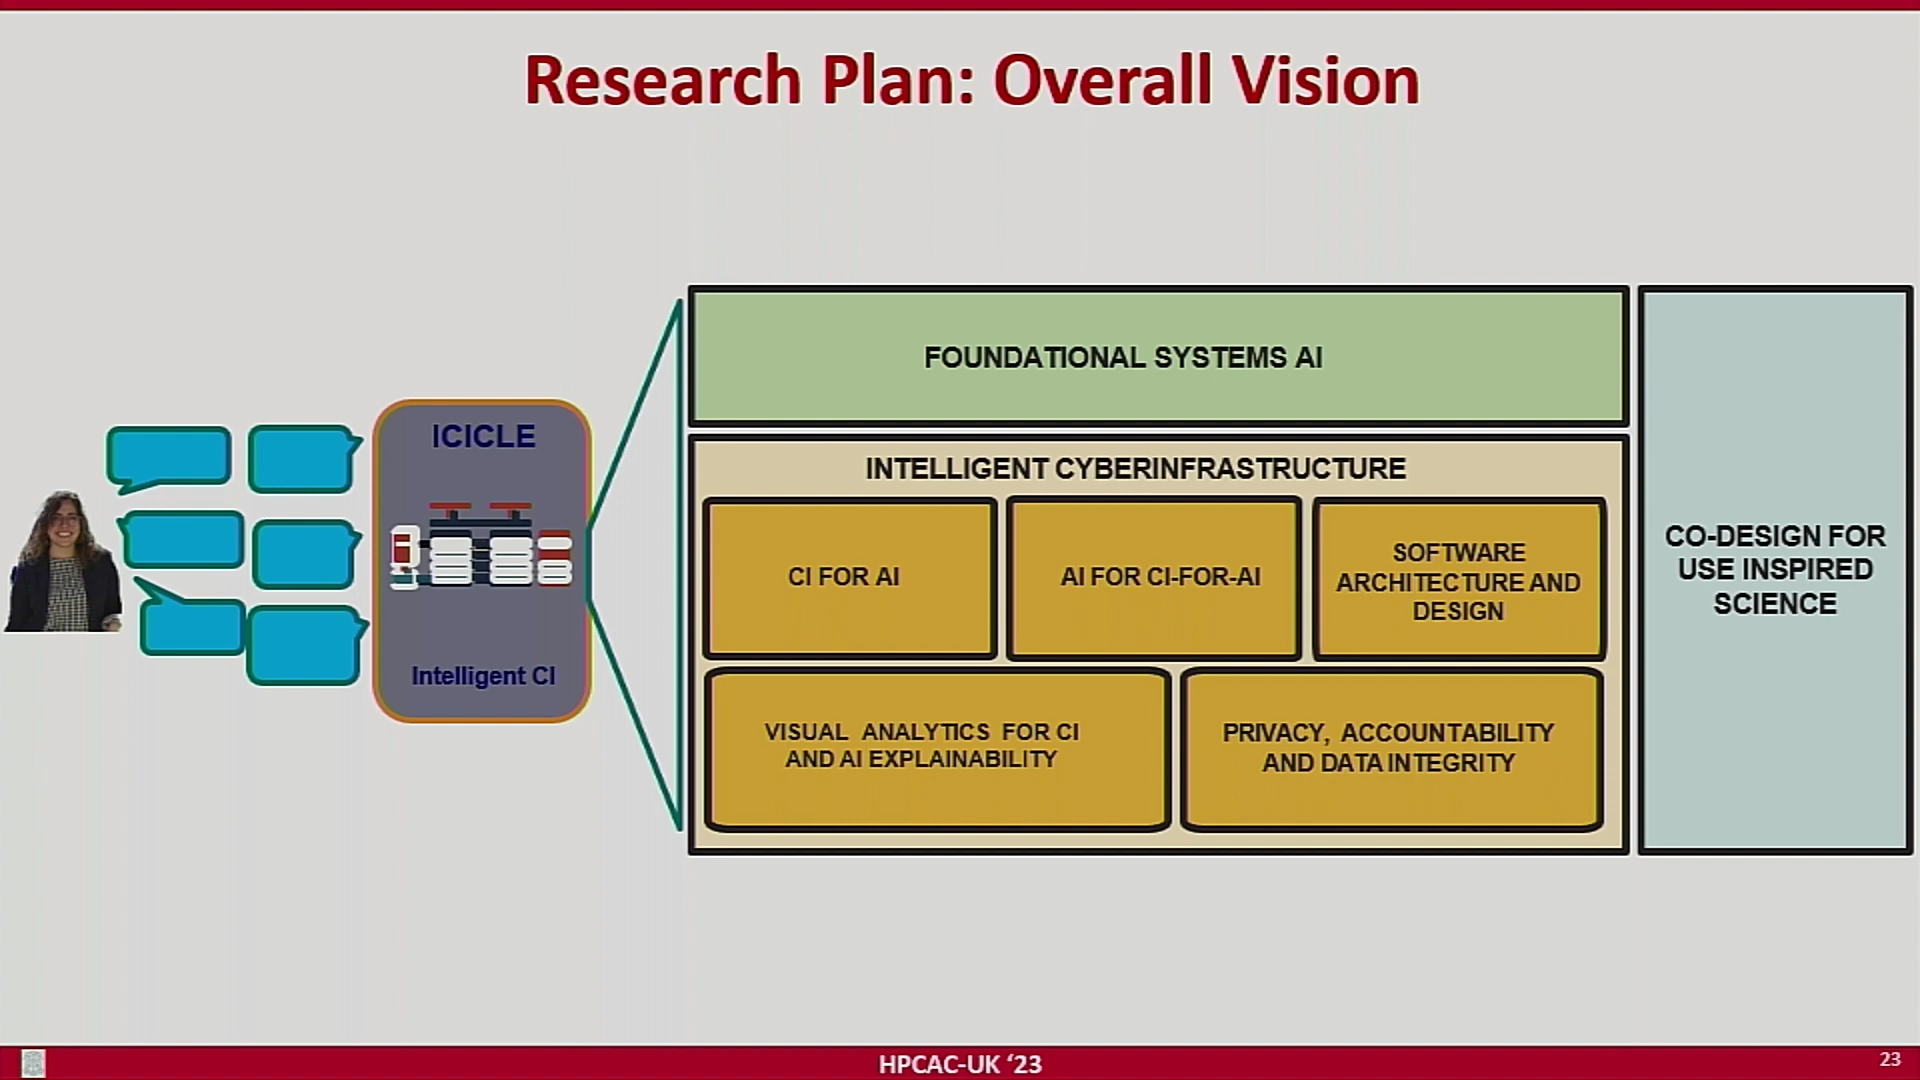 Research Plan: Overall Vision
ICICLE
Intelligent CI
FOUNDATIONAL SYSTEMS AI
INTELLIGENT CYBERINFRASTRUCTURE
CI FOR AI
AI FOR CI-FOR-AI
SOFTWARE
ARCHITECTURE AND
DESIGN
VISUAL ANALYTICS FOR CI
AND AI EXPLAINABILITY
PRIVACY, ACCOUNTABILITY
AND DATA INTEGRITY
CO-DESIGN FOR
USE INSPIRED
SCIENCE
HPCAC-UK ‘23
23